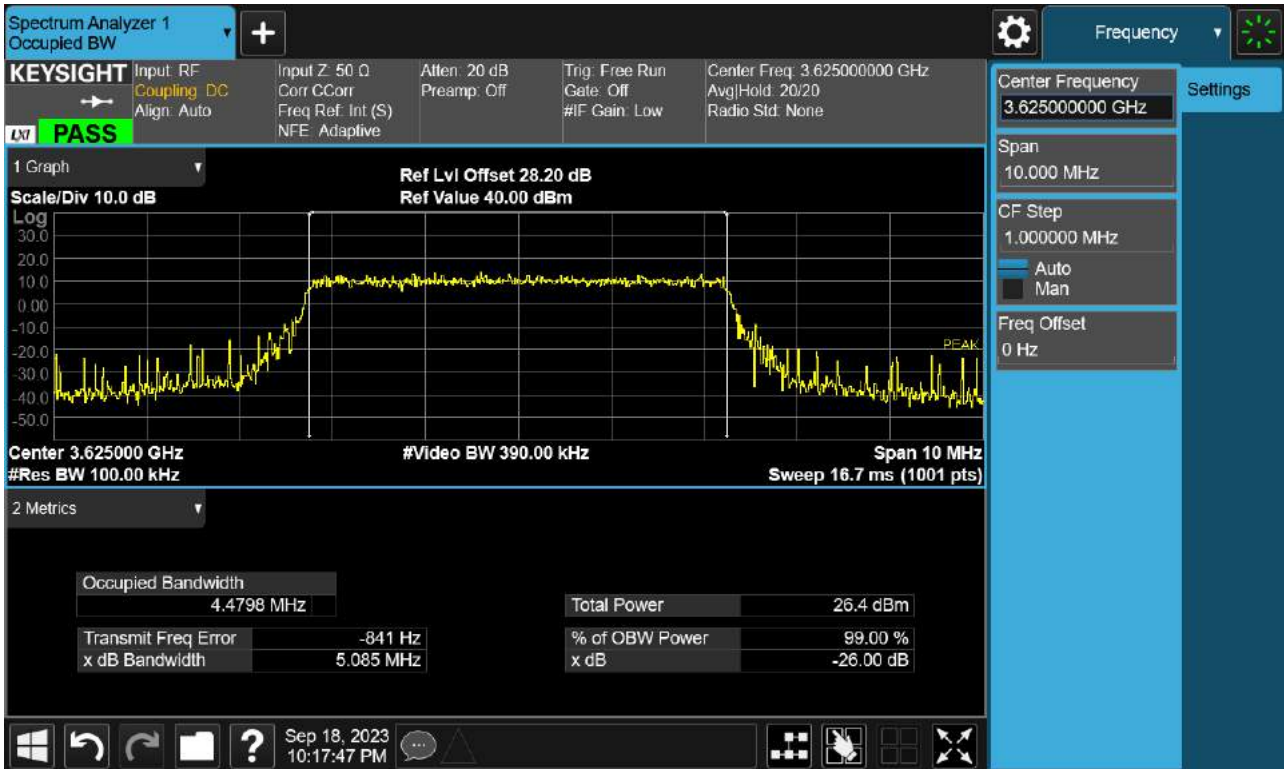 Spectrum Analyzer 1
Occupied BW
+
Frequency
KEYSIGHT
LXI
PASS
Input: RF
Coupling: DC
Align: Auto
Input Z: 50 Ω
Corr CCorr
Freq Ref: Int (S)
NFE: Adaptive
Atten: 20 dB
Preamp: Off
Trig: Free Run
Gate: Off
#IF Gain: Low
Center Freq: 3.625000000 GHz
Avg|Hold: 20/20
Radio Std: None
Center Frequency
3.625000000 GHz
Settings
Span
10.000 MHz
CF Step
1.000000 MHz
Auto
Man
Freq Offset
0 Hz
1 Graph
Scale/Div 10.0 dB
Ref Lvl Offset 28.20 dB
Ref Value 40.00 dBm
Log
30.0
20.0
10.0
0.00
-10.0
-20.0
-30.0
-40.0
-50.0
PEAK
Center 3.625000 GHz
#Res BW 100.00 kHz
#Video BW 390.00 kHz
Span 10 MHz
Sweep 16.7 ms (1001 pts)
2 Metrics
Occupied Bandwidth
4.4798 MHz
Transmit Freq Error -841 Hz
x dB Bandwidth 5.085 MHz
Total Power 26.4 dBm
% of OBW Power 99.00 %
x dB -26.00 dB
?
Sep 18, 2023
10:17:47 PM